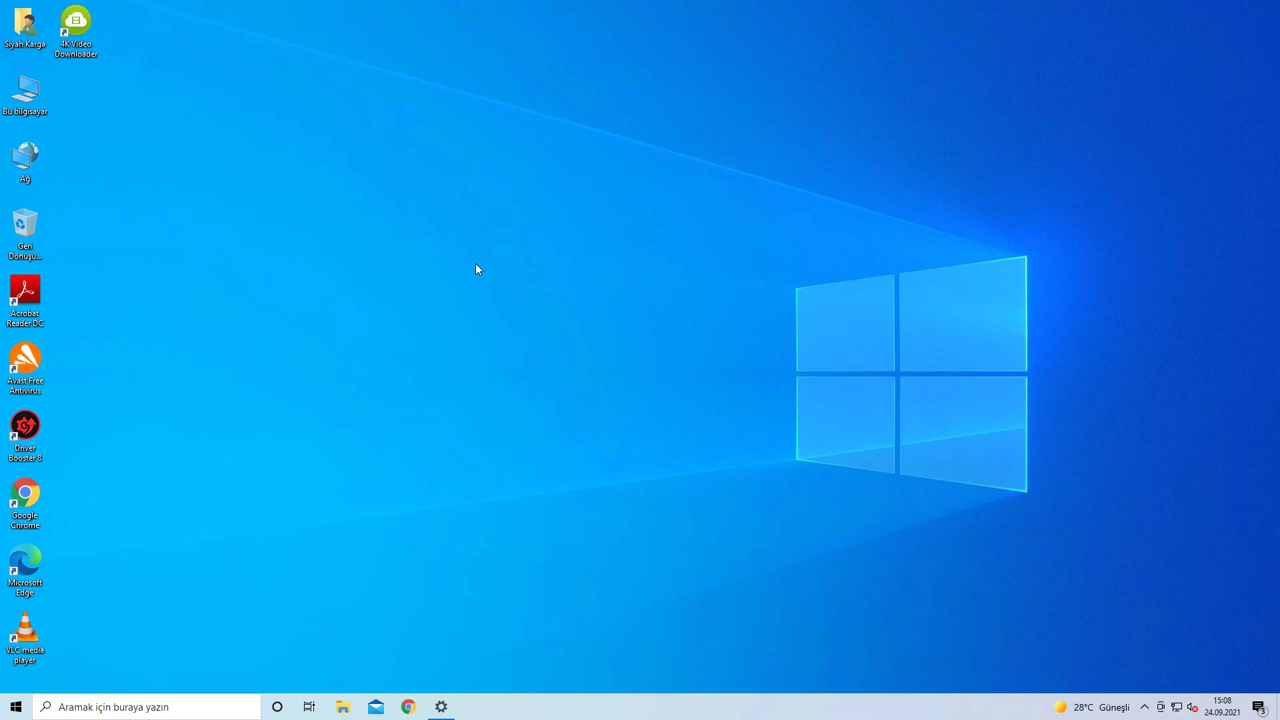 Siyah Karga
4K Video
Downloader
Bu bilgisayar
Ağ
Geri
Dönüşü...
Acrobat
Reader DC
Avast Free
Antivirus
Driver
Booster 8
Google
Chrome
Microsoft
Edge
VLC media
player
Aramak için buraya yazın
28°C Güneşli
15:08
24.09.2021
3